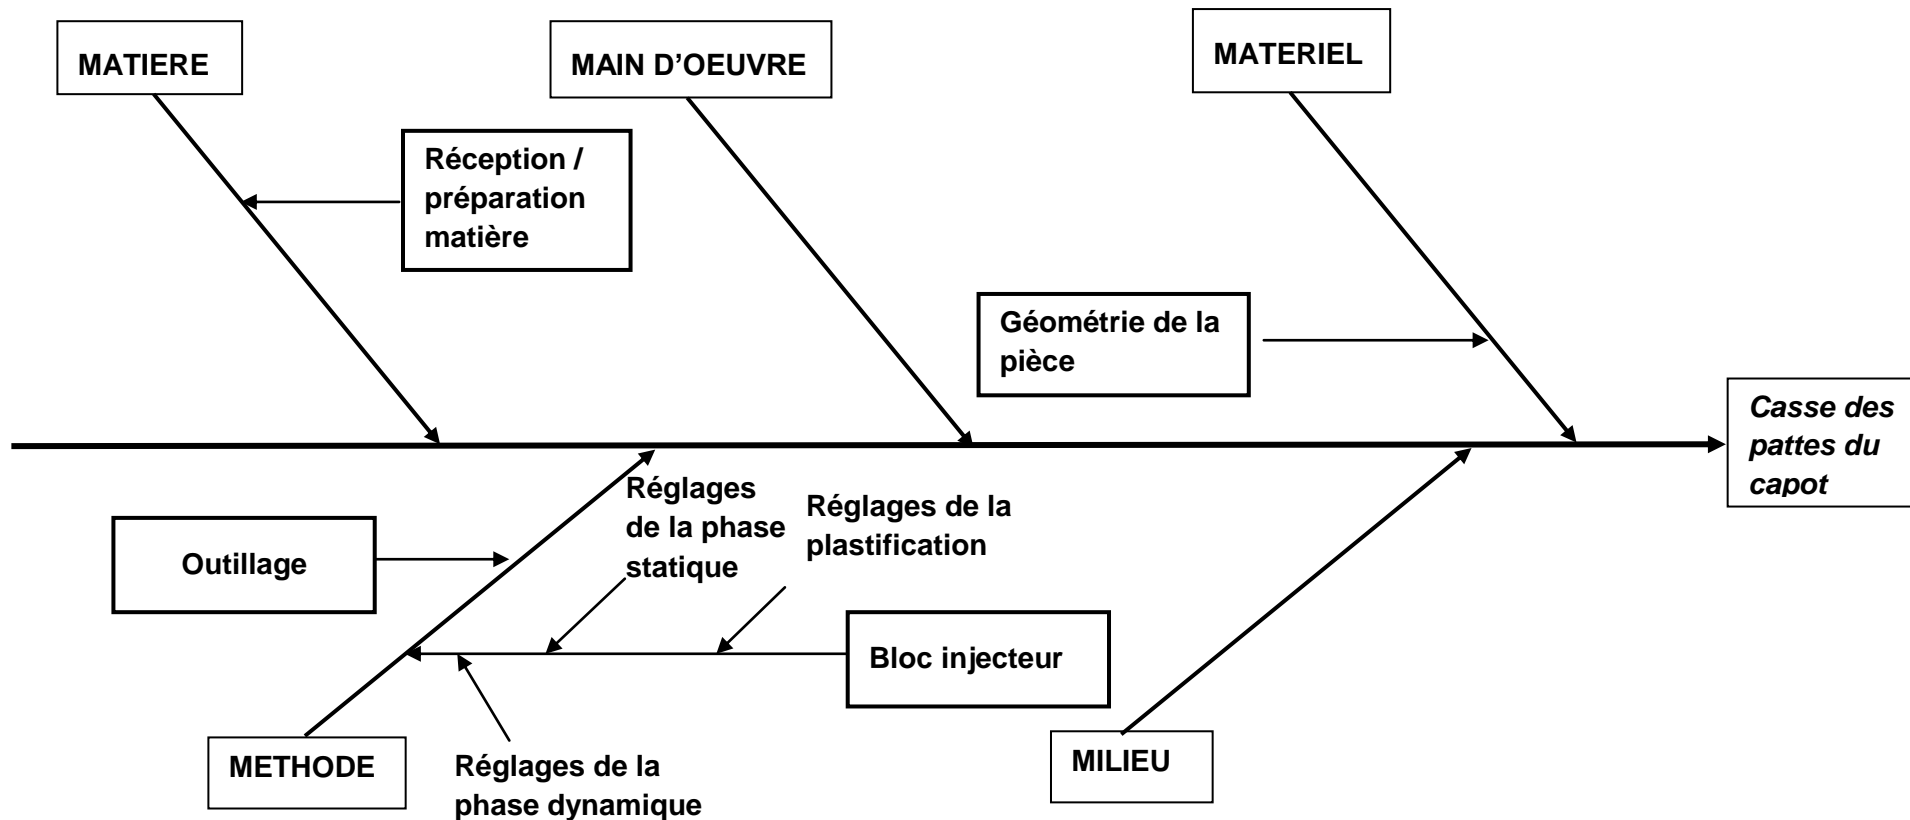 MATIERE
MAIN D’OEUVRE
MATERIEL
Réception /
préparation
matière
Géométrie de la
pièce
Casse des
pattes du
capot
Réglages
de la phase
statique
Réglages de la
plastification
Outillage
Bloc injecteur
METHODE
Réglages de la
phase dynamique
MILIEU